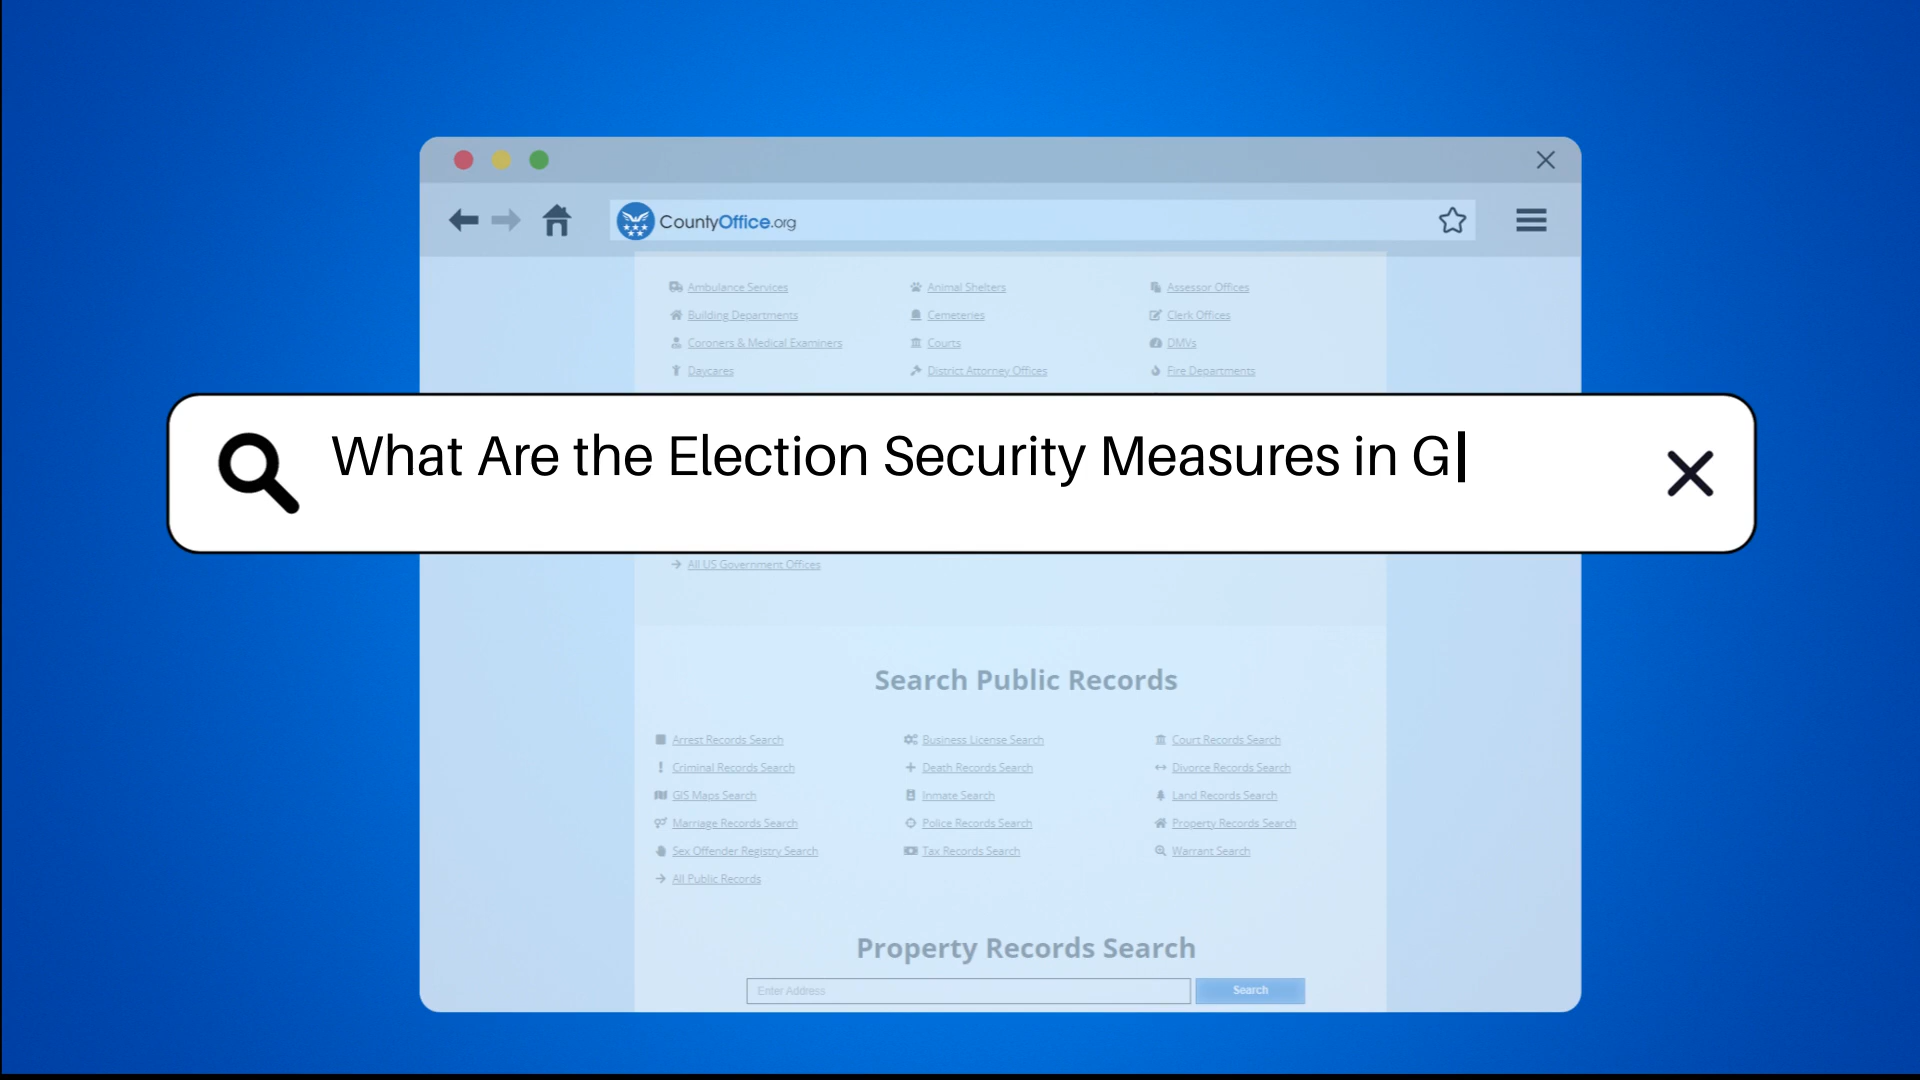 CountyOffice.org
Ambulance Services
Animal Shelters
Assessor Offices
Building Departments
Cemeteries
Clerk Offices
Coroners & Medical Examiners
Courts
DMVs
Daycares
District Attorney Offices
Fire Departments
What Are the Election Security Measures in G
All US Government Offices
Search Public Records
Arrest Records Search
Business License Search
Court Records Search
Criminal Records Search
Death Records Search
Divorce Records Search
GIS Maps Search
Inmate Search
Land Records Search
Marriage Records Search
Police Records Search
Property Records Search
Sex Offender Registry Search
Tax Records Search
Warrant Search
All Public Records
Property Records Search
Enter Address
Search